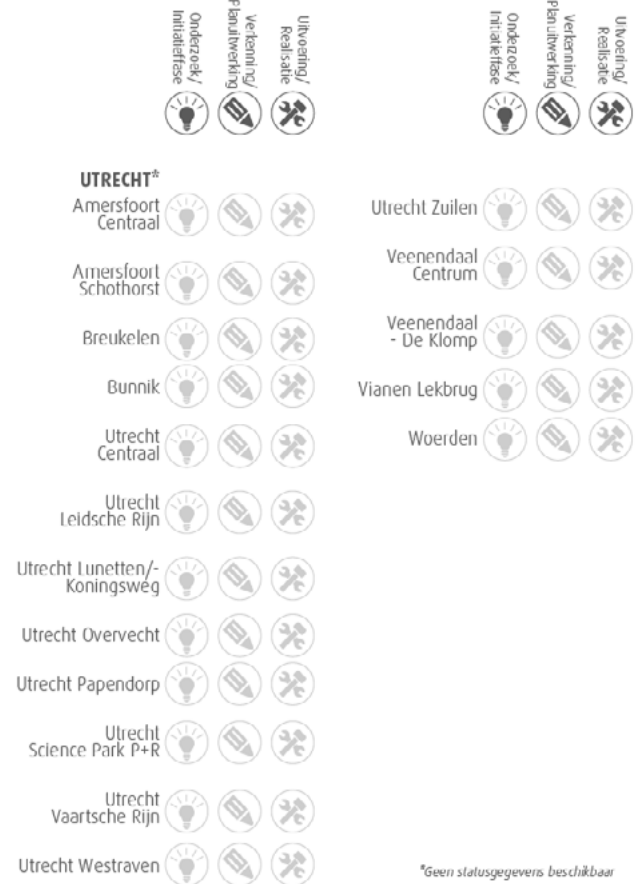 Onderzoek/
Initiatieffase
Verkenning/
Planuitwerking
Uitvoering/
Realisatie
Onderzoek/
Initiatieffase
Verkenning/
Planuitwerking
Uitvoering/
Realisatie
UTRECHT*
Amersfoort
Centraal
Amersfoort
Schothorst
Breukelen
Bunnik
Utrecht
Centraal
Utrecht
Leidsche Rijn
Utrecht Lunetten/-
Koningsweg
Utrecht Overvecht
Utrecht Papendorp
Utrecht
Science Park P+R
Utrecht
Vaartsche Rijn
Utrecht Westraven
Utrecht Zuilen
Veenendaal
Centrum
Veenendaal
- De Klomp
Vianen Lekbrug
Woerden
*Geen statusgegevens beschikbaar